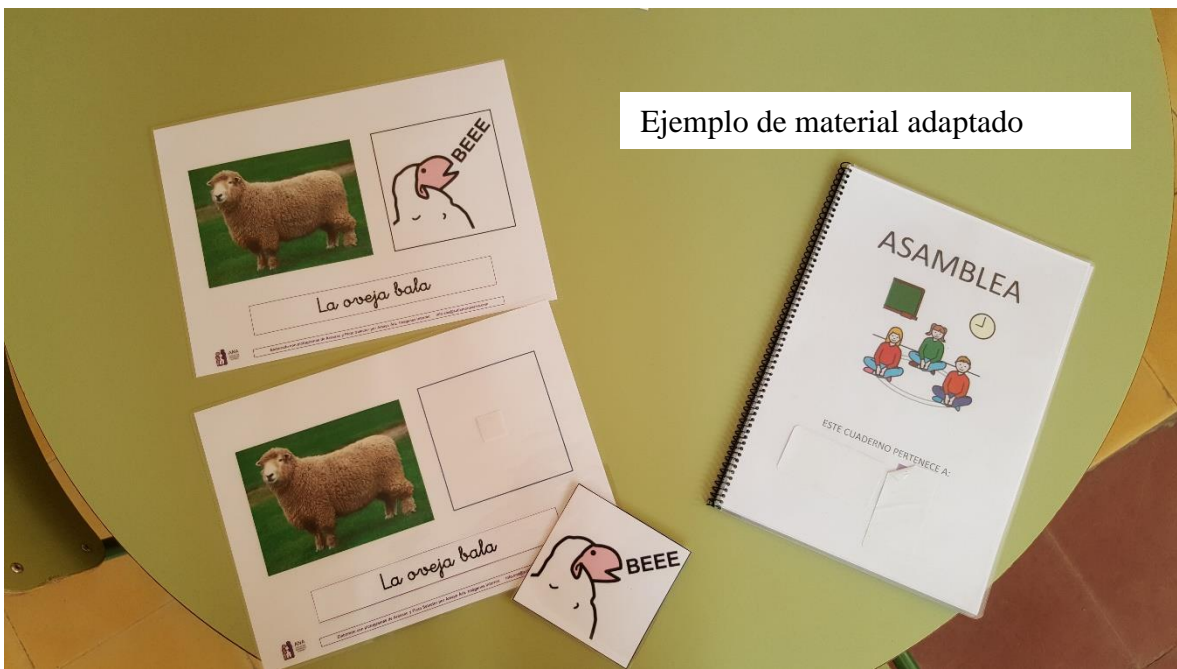 Ejemplo de material adaptado
BEEE
La oveja bala
ASAMBLEA
ESTE CUADERNO PERTENECE A:
La oveja bala
BEEE